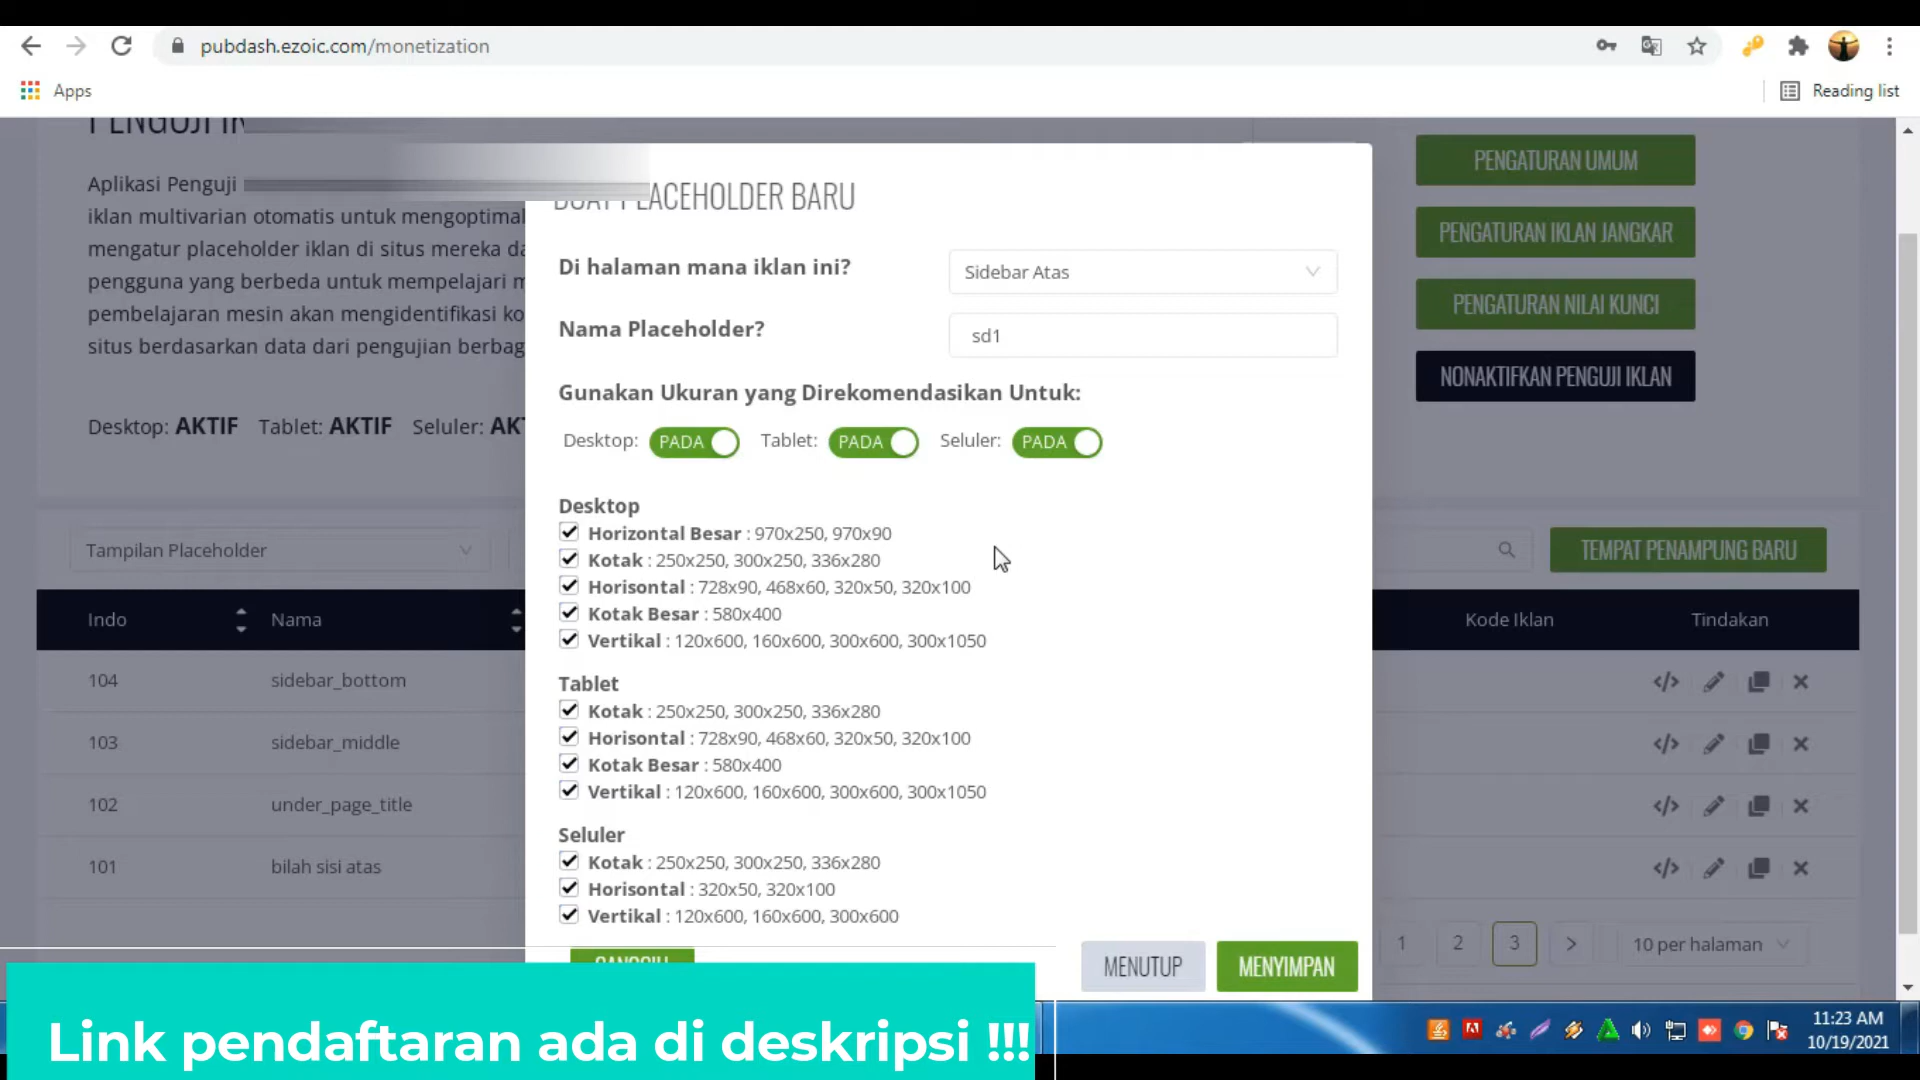 pubdash.ezoic.com/monetization
Apps
Reading list
Aplikasi Penguji
iklan multivarian otomatis untuk mengoptimal
mengatur placeholder iklan di situs mereka da
pengguna yang berbeda untuk mempelajari m
pembelajaran mesin akan mengidentifikasi ko
situs berdasarkan data dari pengujian berbag
Desktop: AKTIF Tablet: AKTIF Seluler: AKT
PENGATURAN UMUM
PENGATURAN IKLAN JANGKAR
PENGATURAN NILAI KUNCI
NONAKTIFKAN PENGUJI IKLAN
PLACEHOLDER BARU
Di halaman mana iklan ini?
Sidebar Atas
Nama Placeholder?
sd1
Gunakan Ukuran yang Direkomendasikan Untuk:
Desktop: PADA Tablet: PADA Seluler: PADA
Desktop
Horizontal Besar : 970x250, 970x90
Kotak : 250x250, 300x250, 336x280
Horisontal : 728x90, 468x60, 320x50, 320x100
Kotak Besar : 580x400
Vertikal : 120x600, 160x600, 300x600, 300x1050
Tablet
Kotak : 250x250, 300x250, 336x280
Horisontal : 728x90, 468x60, 320x50, 320x100
Kotak Besar : 580x400
Vertikal : 120x600, 160x600, 300x600, 300x1050
Seluler
Kotak : 250x250, 300x250, 336x280
Horisontal : 320x50, 320x100
Vertikal : 120x600, 160x600, 300x600
MENUTUP
MENYIMPAN
Tampilan Placeholder
TEMPAT PENAMPUNG BARU
Indo Nama Kode Iklan Tindakan
104 sidebar_bottom
103 sidebar_middle
102 under_page_title
101 bilah sisi atas
1 2 3 > 10 per halaman
Link pendaftaran ada di deskripsi !!!
11:23 AM
10/19/2021